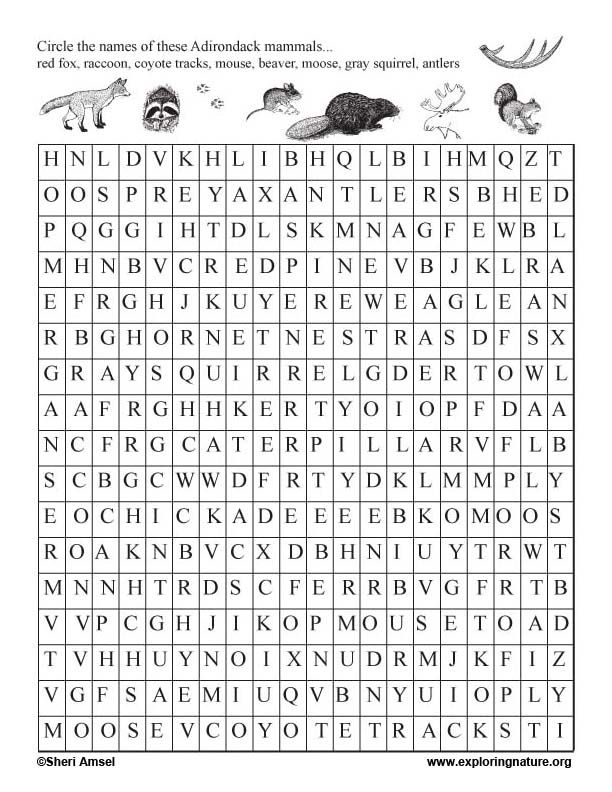 Circle the names of these Adirondack mammals...
red fox, raccoon, coyote tracks, mouse, beaver, moose, gray squirrel, antlers
H N L D V K H L I B H Q L B I H M Q Z T
O O S P R E Y A X A N T L E R S B H E D
P Q G G I H T D L S K M N A G F E W B L
M H N B V C R E D P I N E V B J K L R A
E F R G H J K U Y E R E W E A G L E A N
R B G H O R N E T N E S T R A S D F S X
G R A Y S Q U I R R E L G D E R T O W L
A A F R G H H K E R T Y O I O P F D A A
N C F R G C A T E R P I L L A R V F L B
S C B G C W W D F R T Y D K L M M P L Y
E O C H I C K A D E E E E B K O M O O S
R O A K N B V C X D B H N I U Y T R W T
M N N H T R D S C F E R R B V G F R T B
V V P C G H J I K O P M O U S E T O A D
T V H H U Y N O I X N U D R M J K F I Z
V G F S A E M I U Q V B N Y U I O P L Y
M O O S E V C O Y O T E T R A C K S T I
©Sheri Amsel www.exploringnature.org